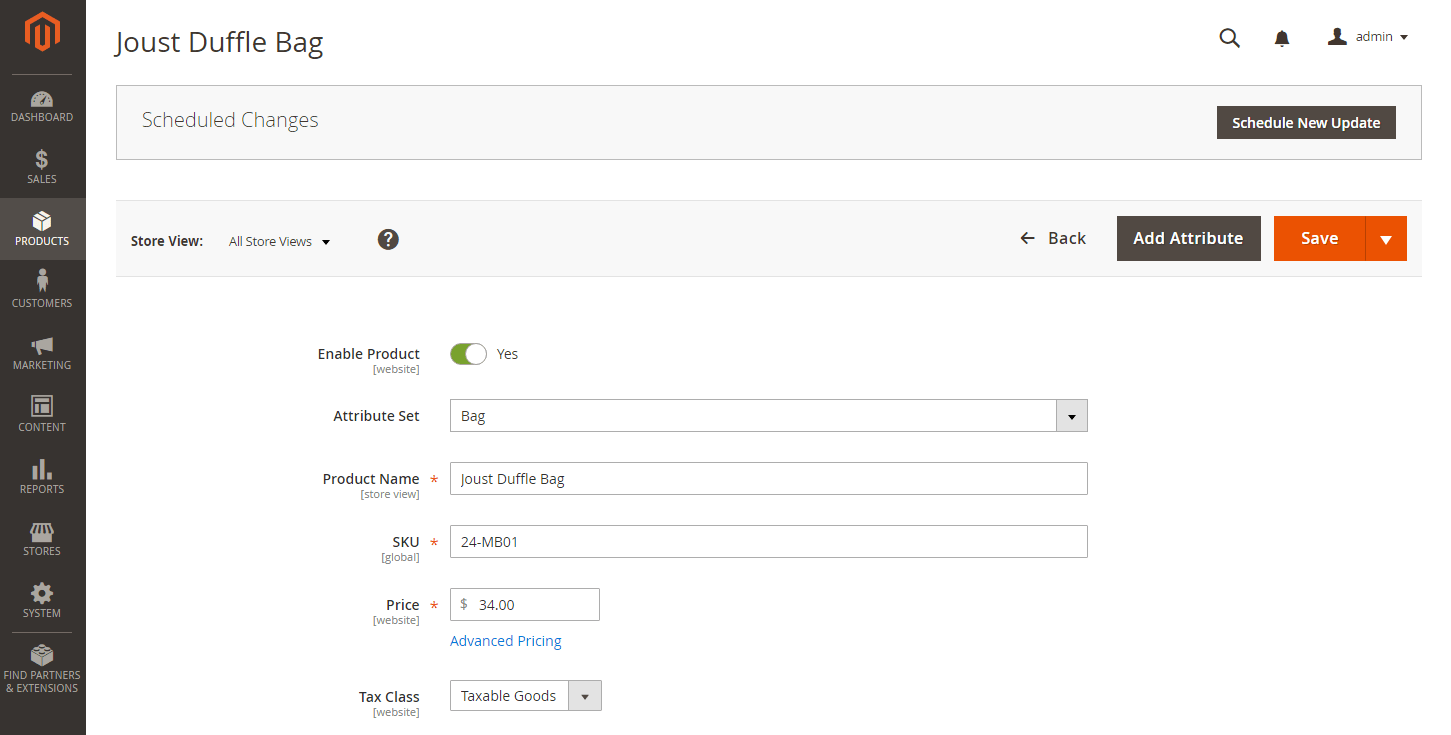 Joust Duffle Bag
admin
Scheduled Changes
Schedule New Update
DASHBOARD
SALES
PRODUCTS
CUSTOMERS
MARKETING
CONTENT
REPORTS
STORES
SYSTEM
FIND PARTNERS
& EXTENSIONS
Store View: All Store Views ?
Back
Add Attribute
Save
Enable Product Yes
[website]
Attribute Set Bag
Product Name * Joust Duffle Bag
[store view]
SKU * 24-MB01
[global]
Price * $ 34.00
[website]
Advanced Pricing
Tax Class Taxable Goods
[website]